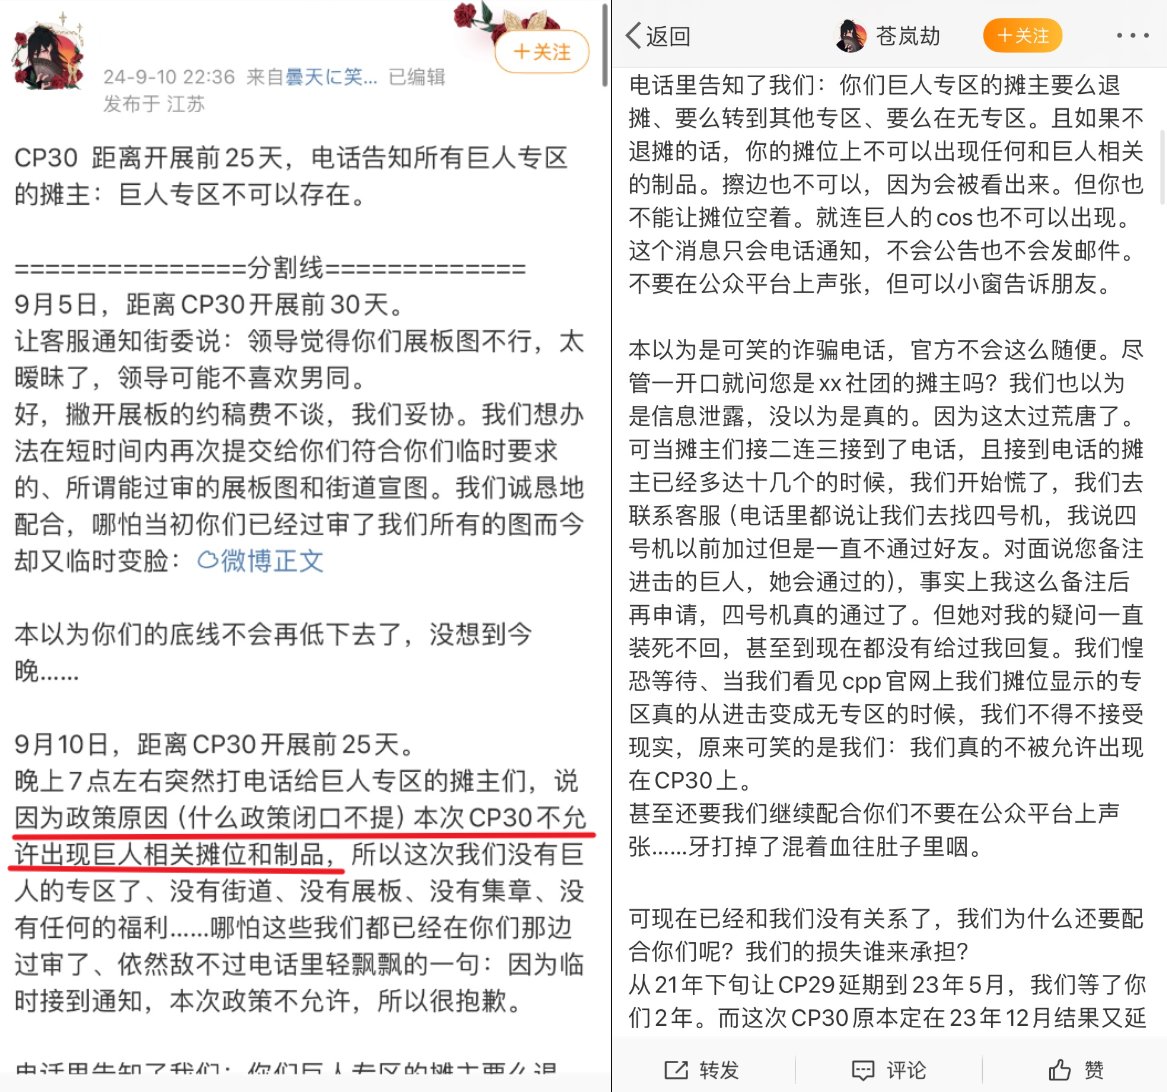 +关注
24-9-10 22:36 来自曇天に笑... 已编辑
发布于 江苏
CP30 距离开展前25天，电话告知所有巨人专区
的摊主：巨人专区不可以存在。
===============分割线=============
9月5日，距离CP30开展前30天。
让客服通知街委说：领导觉得你们展板图不行，太
暧昧了，领导可能不喜欢男同。
好，撇开展板的约稿费不谈，我们妥协。我们想办
法在短时间内再次提交给你们符合你们临时要求
的、所谓能过审的展板图和街道宣图。我们诚恳地
配合，哪怕当初你们已经过审了我们所有的图而今
却又临时变脸：微博正文
本以为你们的底线不会再低下去了，没想到今
晚......
9月10日，距离CP30开展前25天。
晚上7点左右突然打电话给巨人专区的摊主们，说
因为政策原因（什么政策闭口不提）本次CP30不允
许出现巨人相关摊位和制品，所以这次我们没有巨
人的专区了、没有街道、没有展板、没有集章、没
有任何的福利......哪怕这些我们都已经在你们那边
过审了、依然敌不过电话里轻飘飘的一句：因为临
时接到通知，本次政策不允许，所以很抱歉。
电话里告知了我们：你们巨人专区的摊主要么退
返回
苍岚劫
+关注
电话里告知了我们：你们巨人专区的摊主要么退
摊、要么转到其他专区、要么在无专区。且如果不
退摊的话，你的摊位上不可以出现任何和巨人相关
的制品。擦边也不可以，因为会被看出来。但你也
不能让摊位空着。就连巨人的cos也不可以出现。
这个消息只会电话通知，不会公告也不会发邮件。
不要在公众平台上声张，但可以小窗告诉朋友。
本以为是可笑的诈骗电话，官方不会这么随便。尽
管一开口就问您是xx社团的摊主吗？我们也以为
是信息泄露，没以为是真的。因为这太过荒唐了。
可当摊主们接二连三接到了电话，且接到电话的摊
主已经多达十几个的时候，我们开始慌了，我们去
联系客服（电话里都说让我们去找四号机，我说四
号机以前加过但是一直不通过好友。对面说您备注
进击的巨人，她会通过的），事实上我这么备注后
再申请，四号机真的通过了。但她对我的疑问一直
装死不回，甚至到现在都没有给过我回复。我们惶
恐等待、当我们看见cpp官网上我们摊位显示的专
区真的从进击变成无专区的时候，我们不得不接受
现实，原来可笑的是我们：我们真的不被允许出现
在CP30上。
甚至还要我们继续配合你们不要在公众平台上声
张......牙打掉了混着血往肚子里咽。
可现在已经和我们没有关系了，我们为什么还要配
合你们呢？我们的损失谁来承担？
从21年下旬让CP29延期到23年5月，我们等了你
们2年。而这次CP30原本定在23年12月结果又延
转发
评论
赞